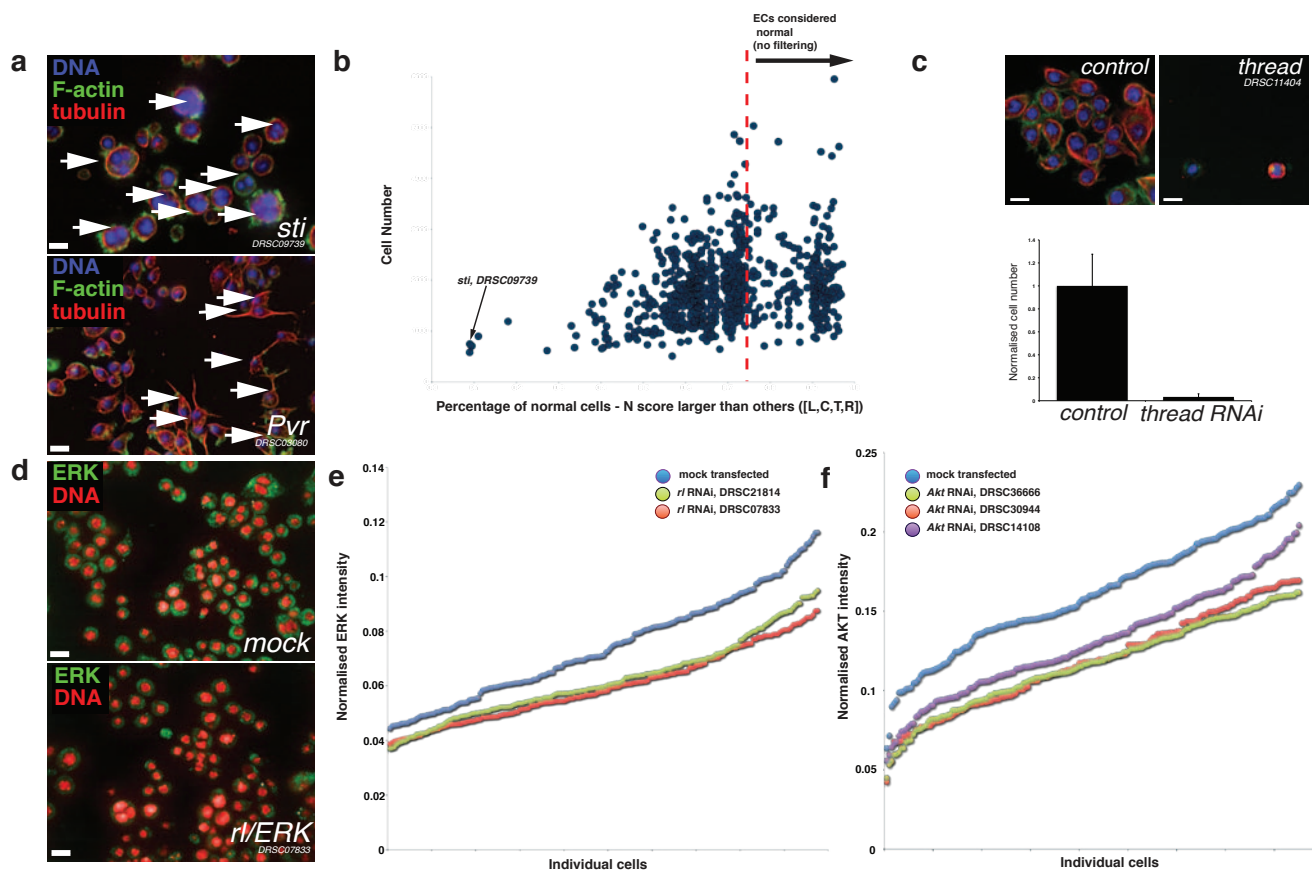 a
DNA
F-actin
tubulin
sti
DRSC09739
DNA
F-actin
tubulin
Pvr
DRSC03080
b
ECs considered
normal
(no filtering)
Cell Number
sti, DRSC09739
Percentage of normal cells - N score larger than others ([L,C,T,R])
c
control
thread
DRSC11404
1.4
1.2
1
0.8
0.6
0.4
0.2
0
Normalised cell number
control
thread RNAi
d
ERK
DNA
mock
ERK
DNA
rl/ERK
DRSC07833
e
mock transfected
rl RNAi, DRSC21814
rl RNAi, DRSC07833
0.14
0.12
0.1
0.08
0.06
0.04
0.02
0
Normalised ERK intensity
Individual cells
f
mock transfected
Akt RNAi, DRSC36666
Akt RNAi, DRSC30944
Akt RNAi, DRSC14108
0.25
0.2
0.15
0.1
0.05
0
Normalised AKT intensity
Individual cells